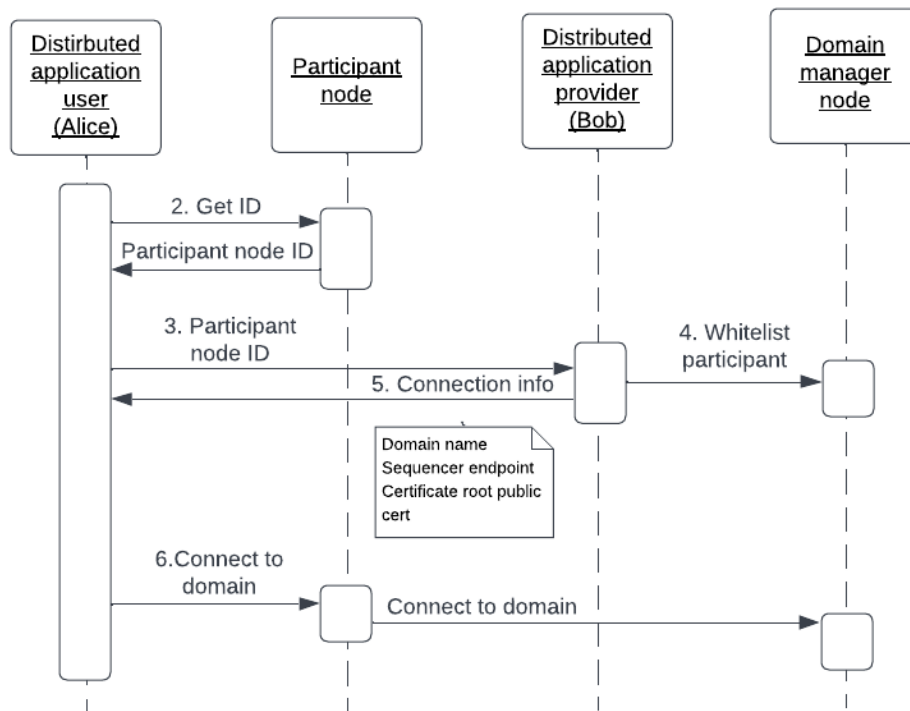 Distirbuted
application
user
(Alice)
Participant
node
Distributed
application
provider
(Bob)
Domain
manager
node
2. Get ID
Participant node ID
3. Participant
node ID
4. Whitelist
participant
5. Connection info
Domain name
Sequencer endpoint
Certificate root public
cert
6.Connect to
domain
Connect to domain